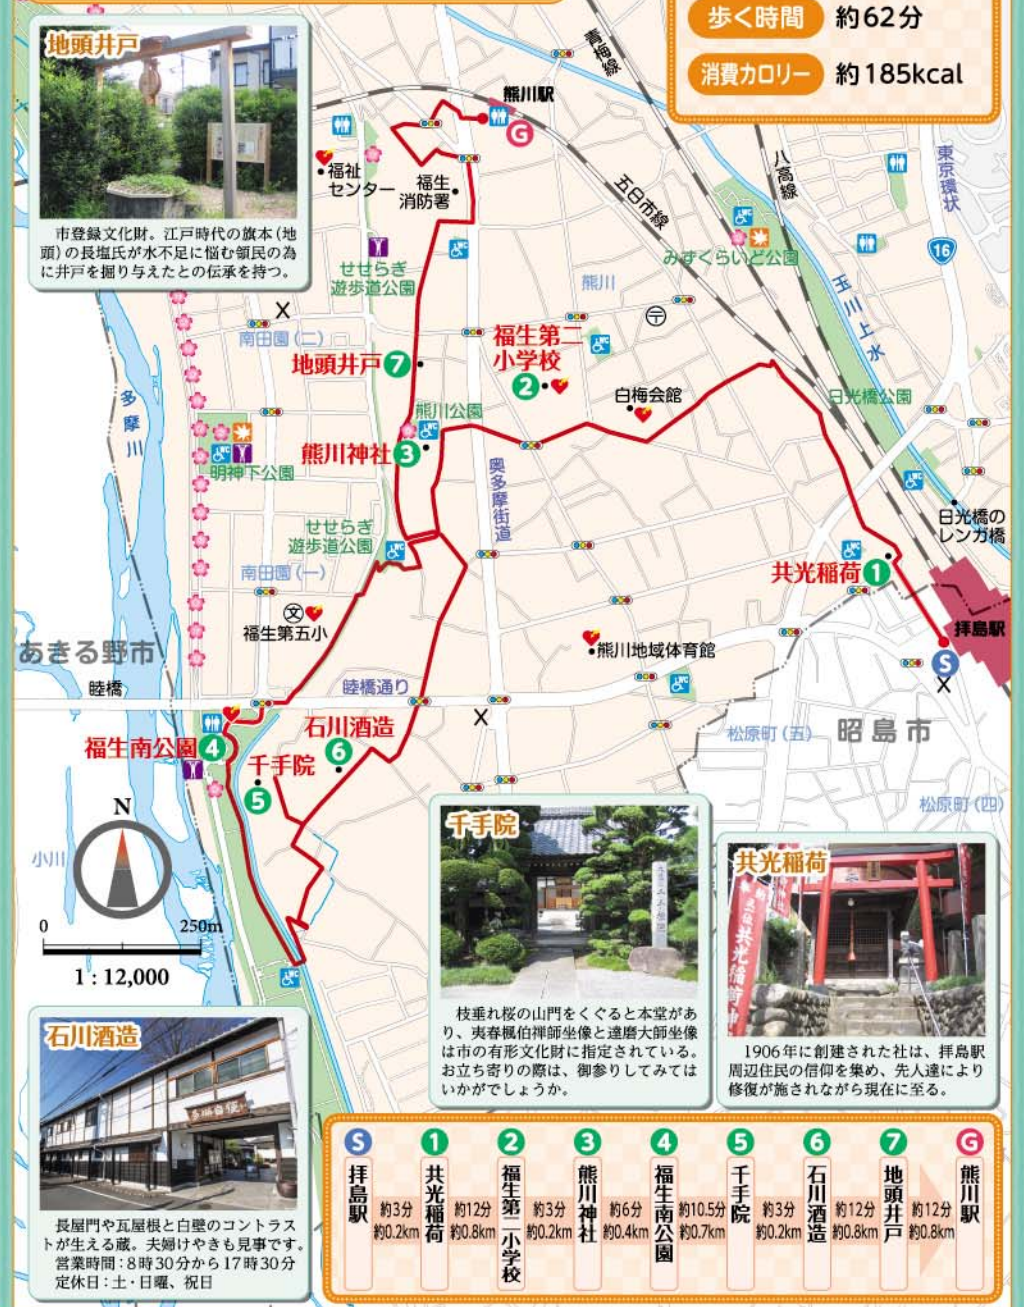 歩く時間 約62分
消費カロリー 約185kcal
地頭井戸
市登録文化財。江戸時代の旗本（地
頭）の長塩氏が水不足に悩む領民の為
に井戸を掘り与えたとの伝承を持つ。
青梅線
熊川駅
G
福祉
センター
福生
消防署
五日市線
八高線
東京環状
16
みずくらいど公園
玉川上水
せせらぎ
遊歩道公園
熊川
南田園（二）
地頭井戸 7
福生第二
小学校
2
白梅会館
日光橋公園
多摩川
熊川公園
熊川神社 3
明神下公園
奥多摩街道
日光橋の
レンガ橋
せせらぎ
遊歩道公園
南田園（一）
共光稲荷 1
文
福生第五小
熊川地域体育館
拝島駅
S
あきる野市
睦橋
睦橋通り
福生南公園 4
石川酒造
6
千手院
5
松原町（五）
昭島市
松原町（四）
小川
N
0 250m
1：12,000
千手院
枝垂れ桜の山門をくぐると本堂があ
り、夷春楓伯禅師坐像と達磨大師坐像
は市の有形文化財に指定されている。
お立ち寄りの際は、御参りしてみては
いかがでしょうか。
共光稲荷
共光稲荷神
1906年に創建された社は、拝島駅
周辺住民の信仰を集め、先人達により
修復が施されながら現在に至る。
石川酒造
長屋門や瓦屋根と白壁のコントラス
トが生える蔵。夫婦けやきも見事です。
営業時間：8時30分から17時30分
定休日：土・日曜、祝日
S 拝島駅
約3分
約0.2km
1 共光稲荷
約12分
約0.8km
2 福生第二小学校
約3分
約0.2km
3 熊川神社
約6分
約0.4km
4 福生南公園
約10.5分
約0.7km
5 千手院
約3分
約0.2km
6 石川酒造
約12分
約0.8km
7 地頭井戸
約12分
約0.8km
G 熊川駅